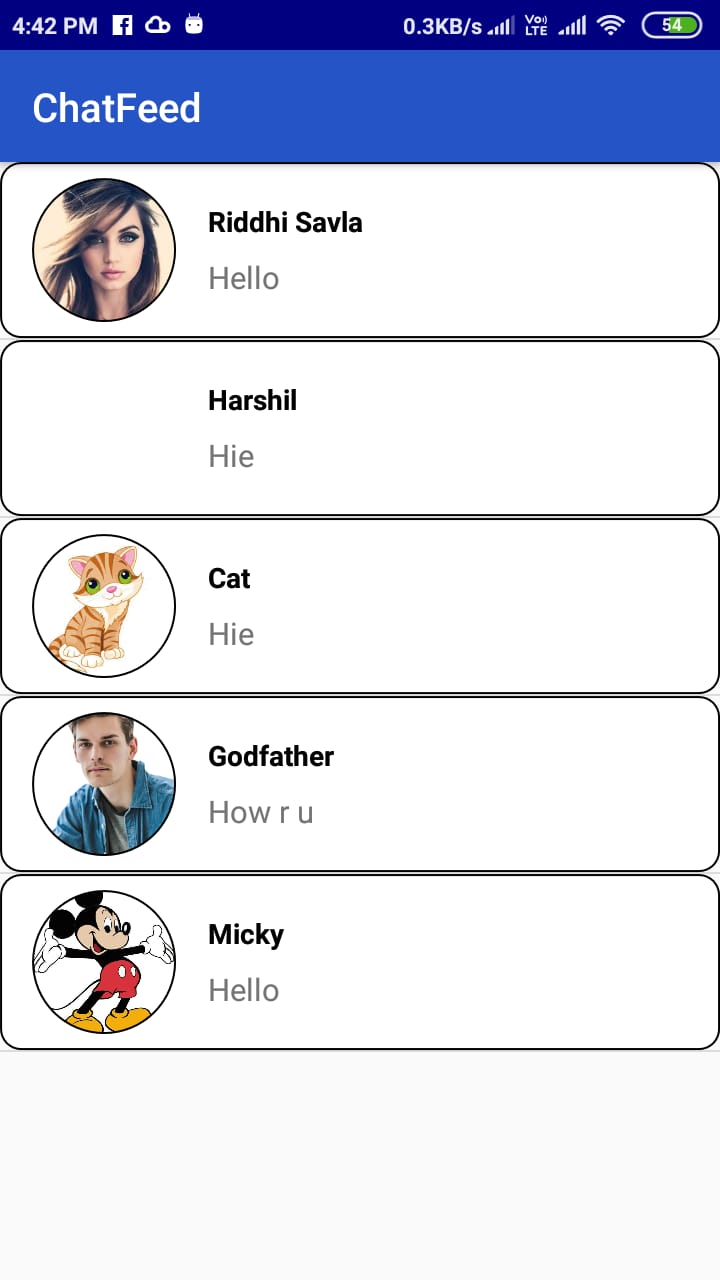 4:42 PM 0.3KB/s Vo)) LTE 54
ChatFeed
Riddhi Savla
Hello
Harshil
Hie
Cat
Hie
Godfather
How r u
Micky
Hello